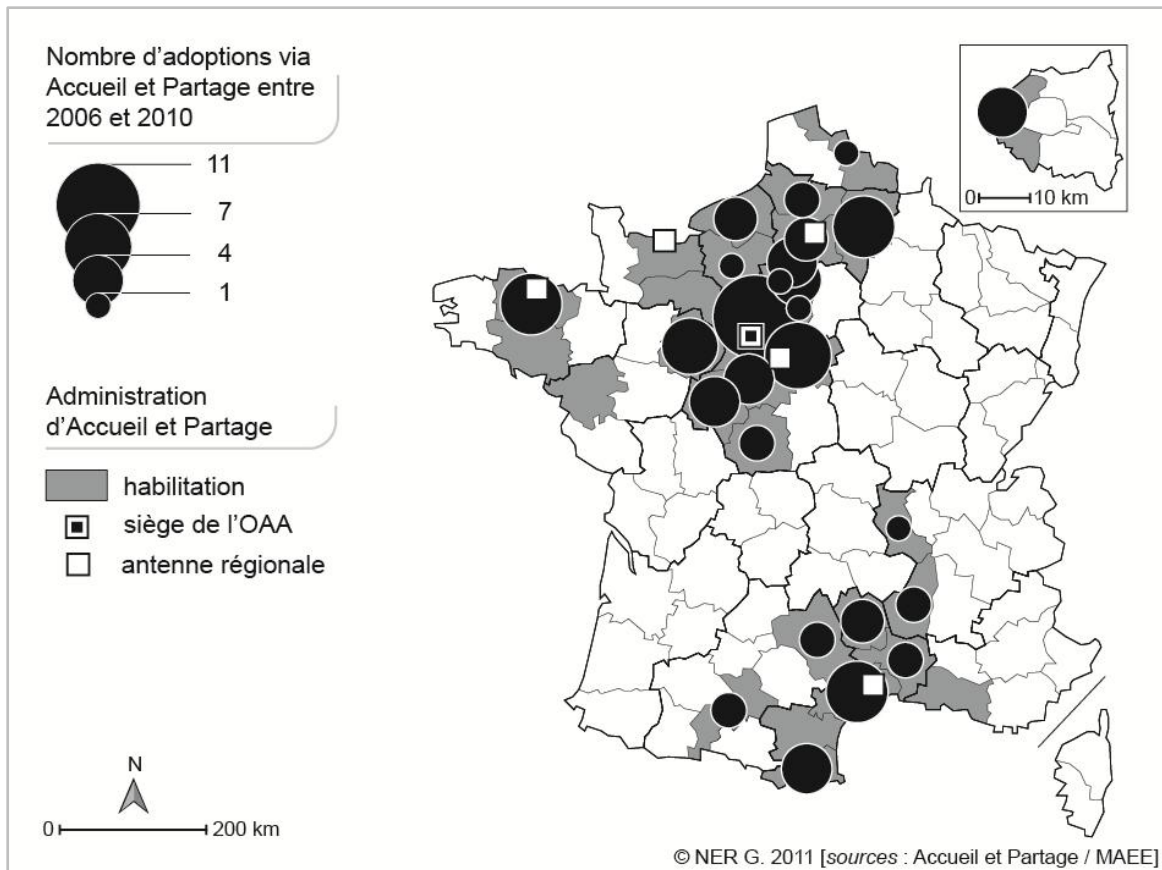 Nombre d'adoptions via
Accueil et Partage entre
2006 et 2010
11
7
4
1
Administration
d'Accueil et Partage
habilitation
siège de l'OAA
antenne régionale
N
0 200 km
0 10 km
© NER G. 2011 [sources : Accueil et Partage / MAEE]